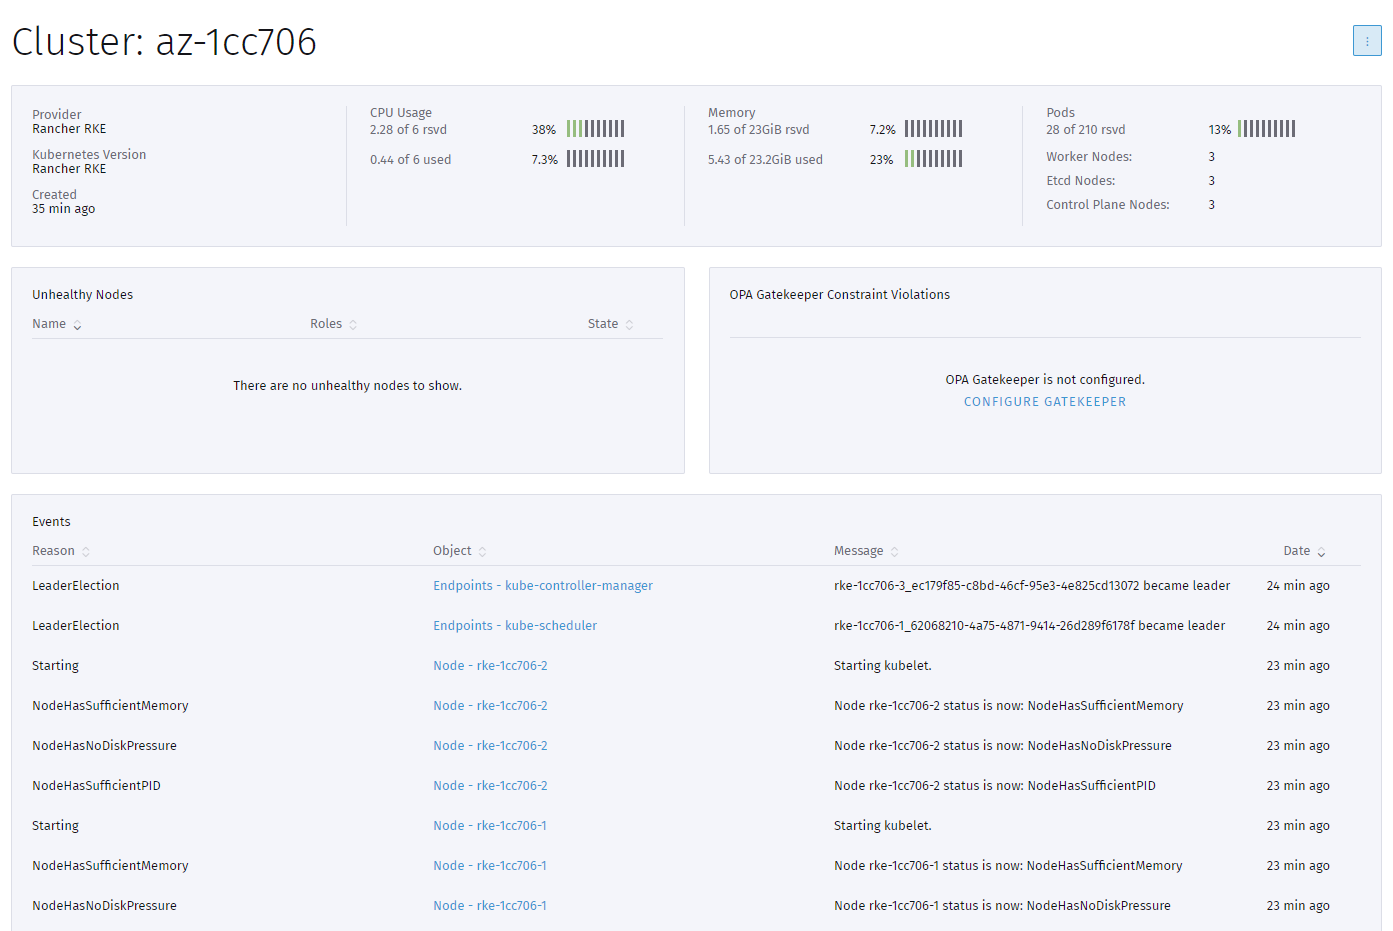 Cluster: az-1cc706
Provider
Rancher RKE
Kubernetes Version
Rancher RKE
Created
35 min ago
CPU Usage
2.28 of 6 rsvd 38%
0.44 of 6 used 7.3%
Memory
1.65 of 23GiB rsvd 7.2%
5.43 of 23.2GiB used 23%
Pods
28 of 210 rsvd 13%
Worker Nodes: 3
Etcd Nodes: 3
Control Plane Nodes: 3
Unhealthy Nodes
Name Roles State
There are no unhealthy nodes to show.
OPA Gatekeeper Constraint Violations
OPA Gatekeeper is not configured.
CONFIGURE GATEKEEPER
Events
Reason Object Message Date
LeaderElection Endpoints - kube-controller-manager rke-1cc706-3_ec179f85-c8bd-46cf-95e3-4e825cd13072 became leader 24 min ago
LeaderElection Endpoints - kube-scheduler rke-1cc706-1_62068210-4a75-4871-9414-26d289f6178f became leader 24 min ago
Starting Node - rke-1cc706-2 Starting kubelet. 23 min ago
NodeHasSufficientMemory Node - rke-1cc706-2 Node rke-1cc706-2 status is now: NodeHasSufficientMemory 23 min ago
NodeHasNoDiskPressure Node - rke-1cc706-2 Node rke-1cc706-2 status is now: NodeHasNoDiskPressure 23 min ago
NodeHasSufficientPID Node - rke-1cc706-2 Node rke-1cc706-2 status is now: NodeHasSufficientPID 23 min ago
Starting Node - rke-1cc706-1 Starting kubelet. 23 min ago
NodeHasSufficientMemory Node - rke-1cc706-1 Node rke-1cc706-1 status is now: NodeHasSufficientMemory 23 min ago
NodeHasNoDiskPressure Node - rke-1cc706-1 Node rke-1cc706-1 status is now: NodeHasNoDiskPressure 23 min ago